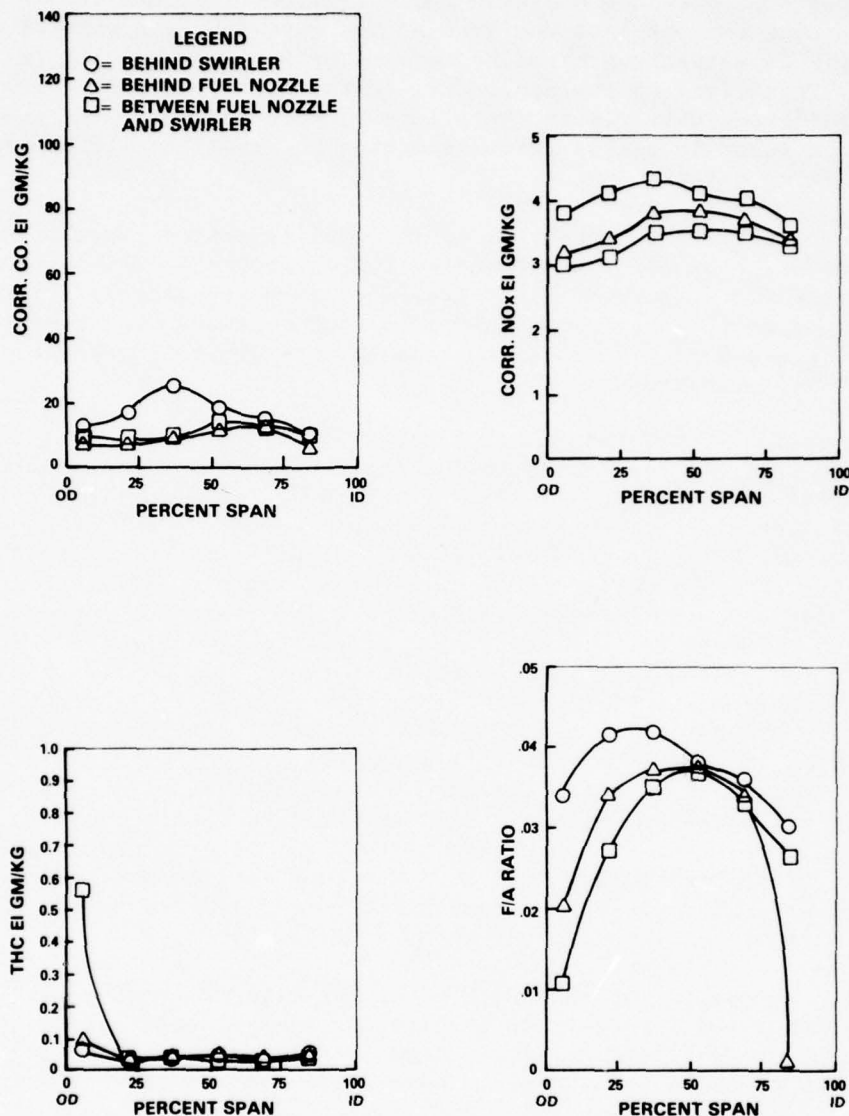 140
120
100
80
60
40
20
0
CORR. CO. EI GM/KG
LEGEND
○= BEHIND SWIRLER
△= BEHIND FUEL NOZZLE
□= BETWEEN FUEL NOZZLE
AND SWIRLER
0 25 50 75 100
OD ID
PERCENT SPAN
5
4
3
2
1
0
CORR. NOx EI GM/KG
0 25 50 75 100
OD ID
PERCENT SPAN
1.0
0.9
0.8
0.7
0.6
0.5
0.4
0.3
0.2
0.1
0
THC EI GM/KG
0 25 50 75 100
OD ID
PERCENT SPAN
.05
.04
.03
.02
.01
0
F/A RATIO
0 25 50 75 100
OD ID
PERCENT SPAN